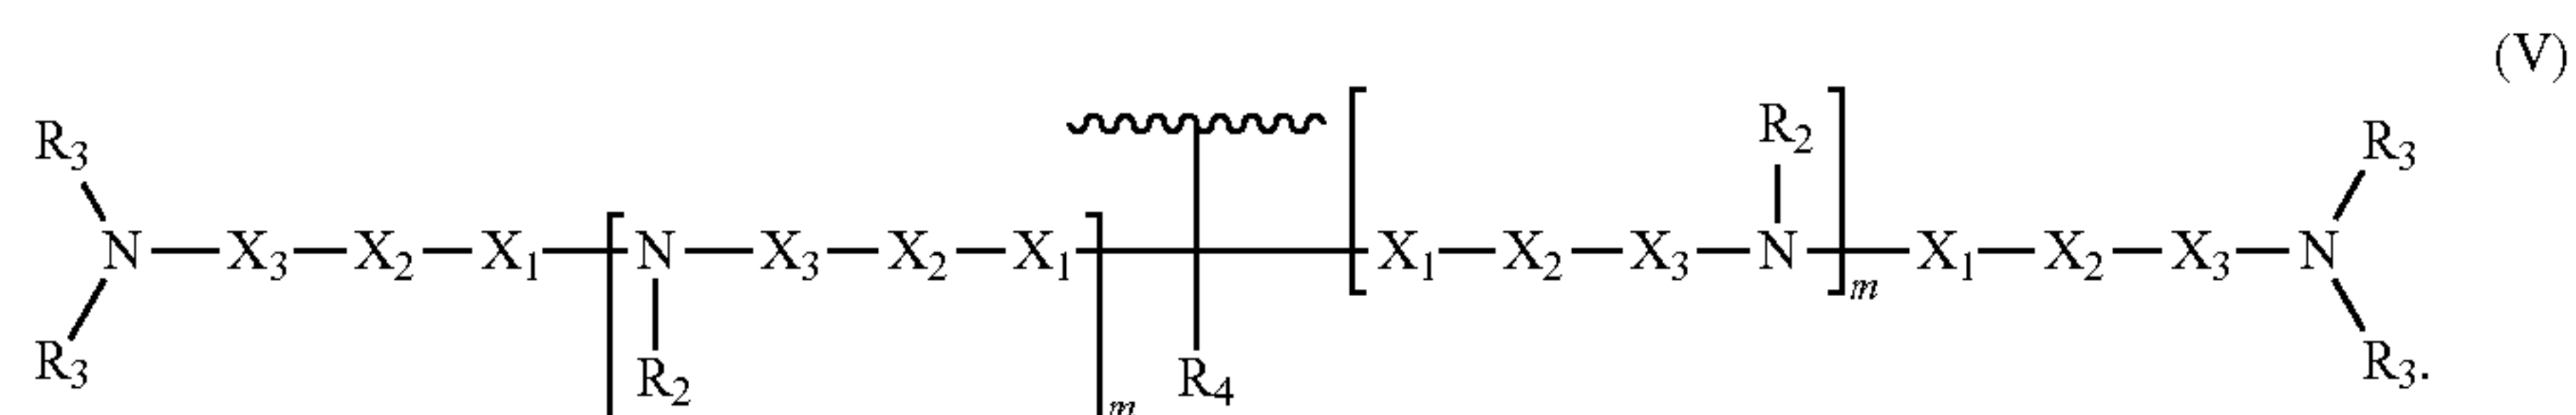 (V)
R₃ R₂ R₃
N—X₃—X₂—X₁—[N—X₃—X₂—X₁]m—[X₁—X₂—X₃—N]m—X₁—X₂—X₃—N
R₃ R₂ R₄ R₃.